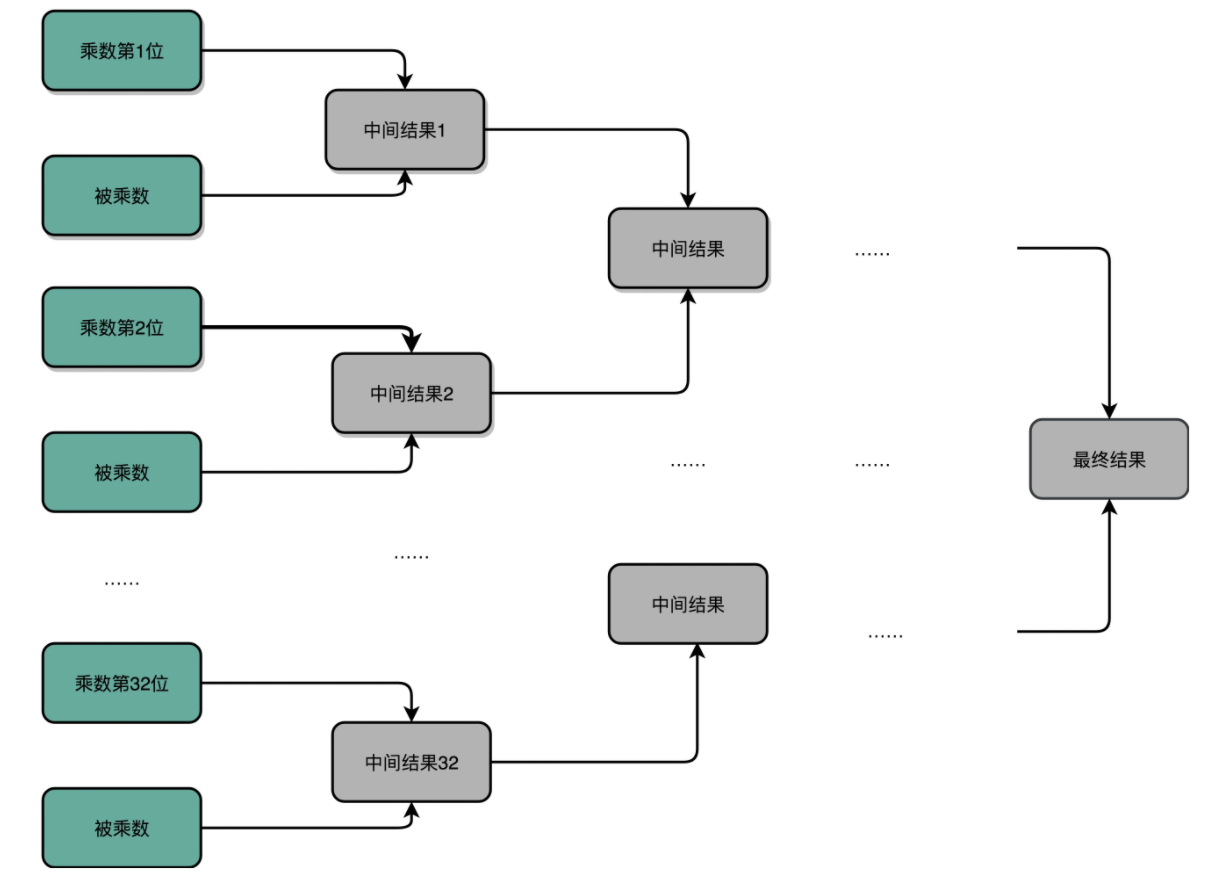 乘数第1位
中间结果1
被乘数
中间结果
……
乘数第2位
中间结果2
被乘数
……
……
最终结果
……
……
中间结果
……
乘数第32位
中间结果32
被乘数